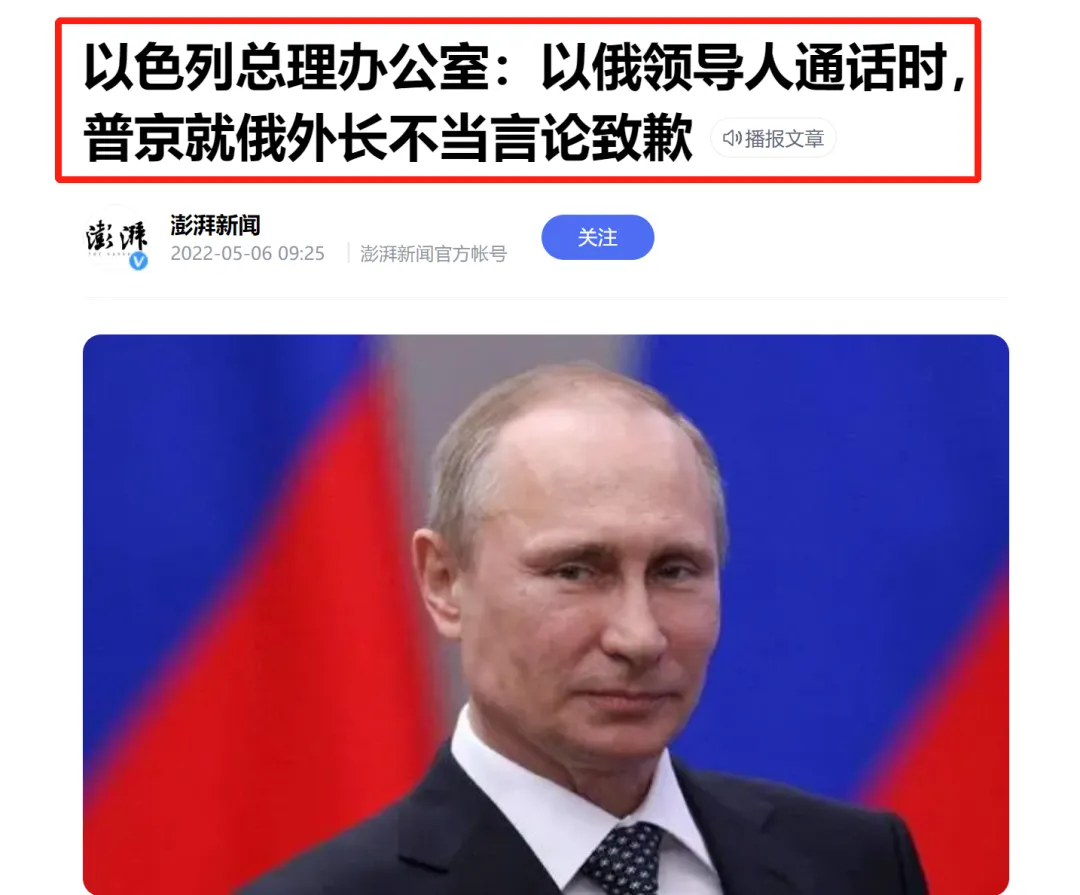 以色列总理办公室：以俄领导人通话时，
普京就俄外长不当言论致歉 播报文章
澎湃
澎湃新闻
2022-05-06 09:25 澎湃新闻官方帐号
关注